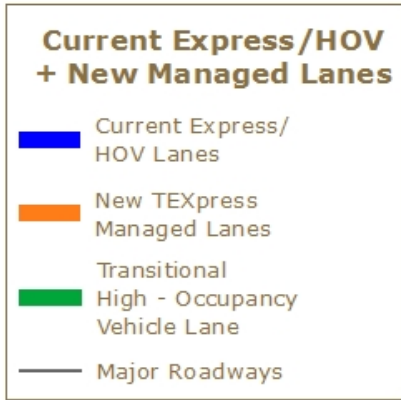 Current Express/HOV
+ New Managed Lanes
Current Express/
HOV Lanes
New TEXpress
Managed Lanes
Transitional
High - Occupancy
Vehicle Lane
Major Roadways